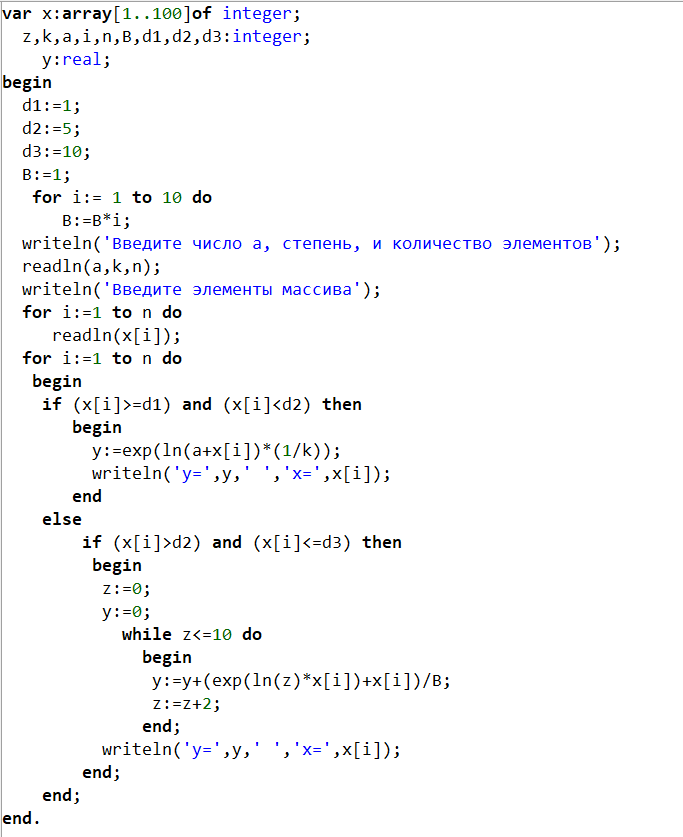 var x:array[1..100]of integer;
  z,k,a,i,n,B,d1,d2,d3:integer;
    y:real;
begin
  d1:=1;
  d2:=5;
  d3:=10;
  B:=1;
   for i:= 1 to 10 do
      B:=B*i;
  writeln('Введите число а, степень, и количество элементов');
  readln(a,k,n);
  writeln('Введите элементы массива');
  for i:=1 to n do
     readln(x[i]);
  for i:=1 to n do
   begin
    if (x[i]>=d1) and (x[i]<d2) then
       begin
         y:=exp(ln(a+x[i])*(1/k));
         writeln('y=',y,' ','x=',x[i]);
       end
    else
        if (x[i]>d2) and (x[i]<=d3) then
         begin
          z:=0;
          y:=0;
            while z<=10 do
              begin
               y:=y+(exp(ln(z)*x[i])+x[i])/B;
               z:=z+2;
              end;
          writeln('y=',y,' ','x=',x[i]);
        end;
    end;
end.